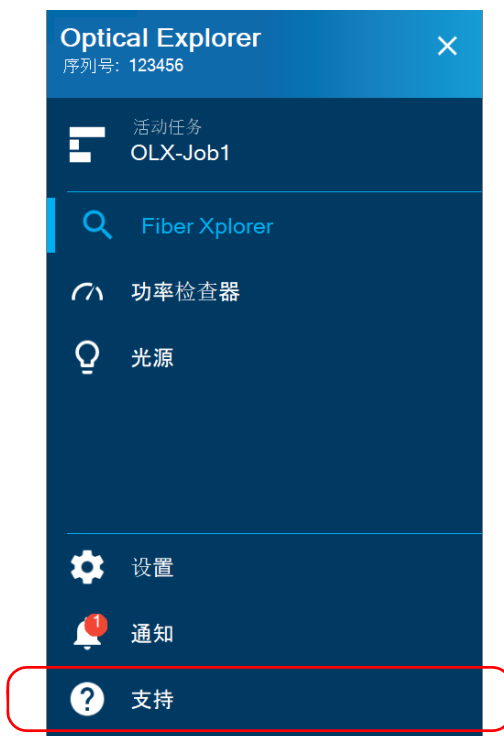 Optical Explorer
序列号: 123456
活动任务
OLX-Job1
Fiber Xplorer
功率检查器
光源
设置
1
通知
支持